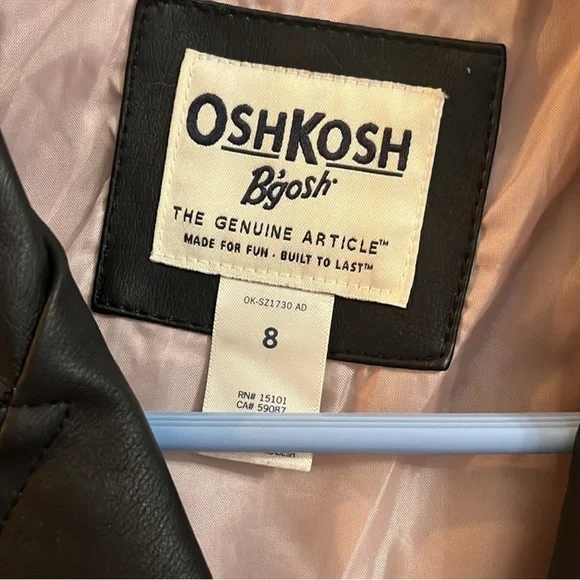 OSHKOSH
B'gosh
THE GENUINE ARTICLE™
MADE FOR FUN · BUILT TO LAST™
OK-SZ1730 AD
8
RN# 15101
CA# 59087